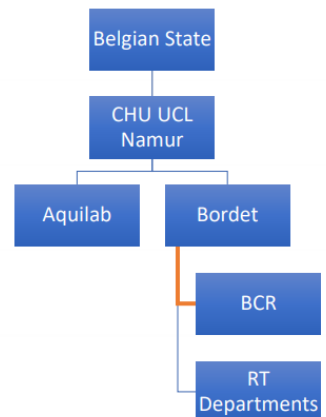 Belgian State
CHU UCL
Namur
Aquilab
Bordet
BCR
RT
Departments